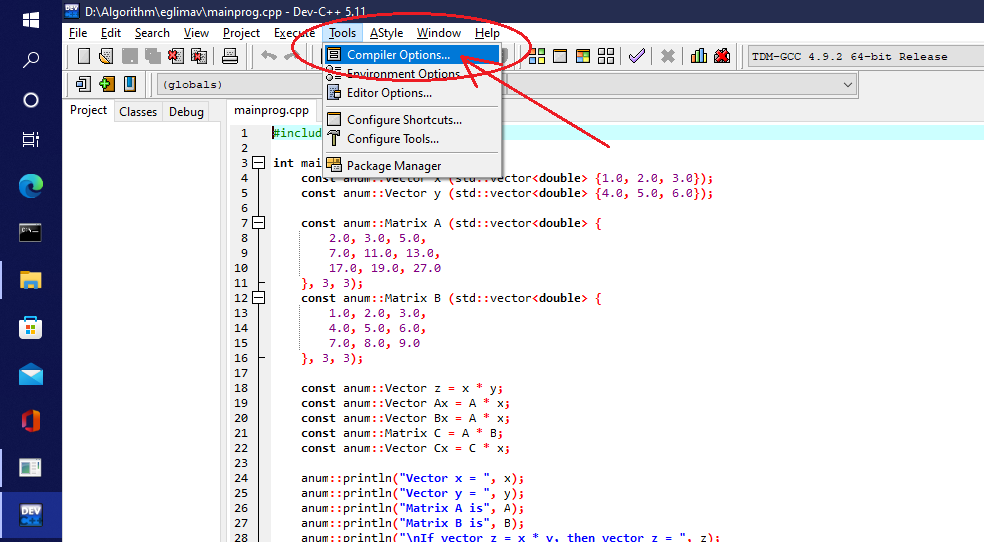 D:\Algorithm\eglimav\mainprog.cpp - Dev-C++ 5.11
File Edit Search View Project Execute Tools AStyle Window Help
Compiler Options...
Environment Options
Editor Options...
Configure Shortcuts...
Configure Tools...
Package Manager
TDM-GCC 4.9.2 64-bit Release
(globals)
Project Classes Debug
mainprog.cpp
1 #includ
2
3 int mai
4 const anum::Vector x (std::vector<double> {1.0, 2.0, 3.0});
5 const anum::Vector y (std::vector<double> {4.0, 5.0, 6.0});
6
7 const anum::Matrix A (std::vector<double> {
8 2.0, 3.0, 5.0,
9 7.0, 11.0, 13.0,
10 17.0, 19.0, 27.0
11 }, 3, 3);
12 const anum::Matrix B (std::vector<double> {
13 1.0, 2.0, 3.0,
14 4.0, 5.0, 6.0,
15 7.0, 8.0, 9.0
16 }, 3, 3);
17
18 const anum::Vector z = x * y;
19 const anum::Vector Ax = A * x;
20 const anum::Vector Bx = A * x;
21 const anum::Matrix C = A * B;
22 const anum::Vector Cx = C * x;
23
24 anum::println("Vector x = ", x);
25 anum::println("Vector y = ", y);
26 anum::println("Matrix A is", A);
27 anum::println("Matrix B is", B);
28 anum::println("\nIf vector z = x * y, then vector z = ", z);
DEV
C++